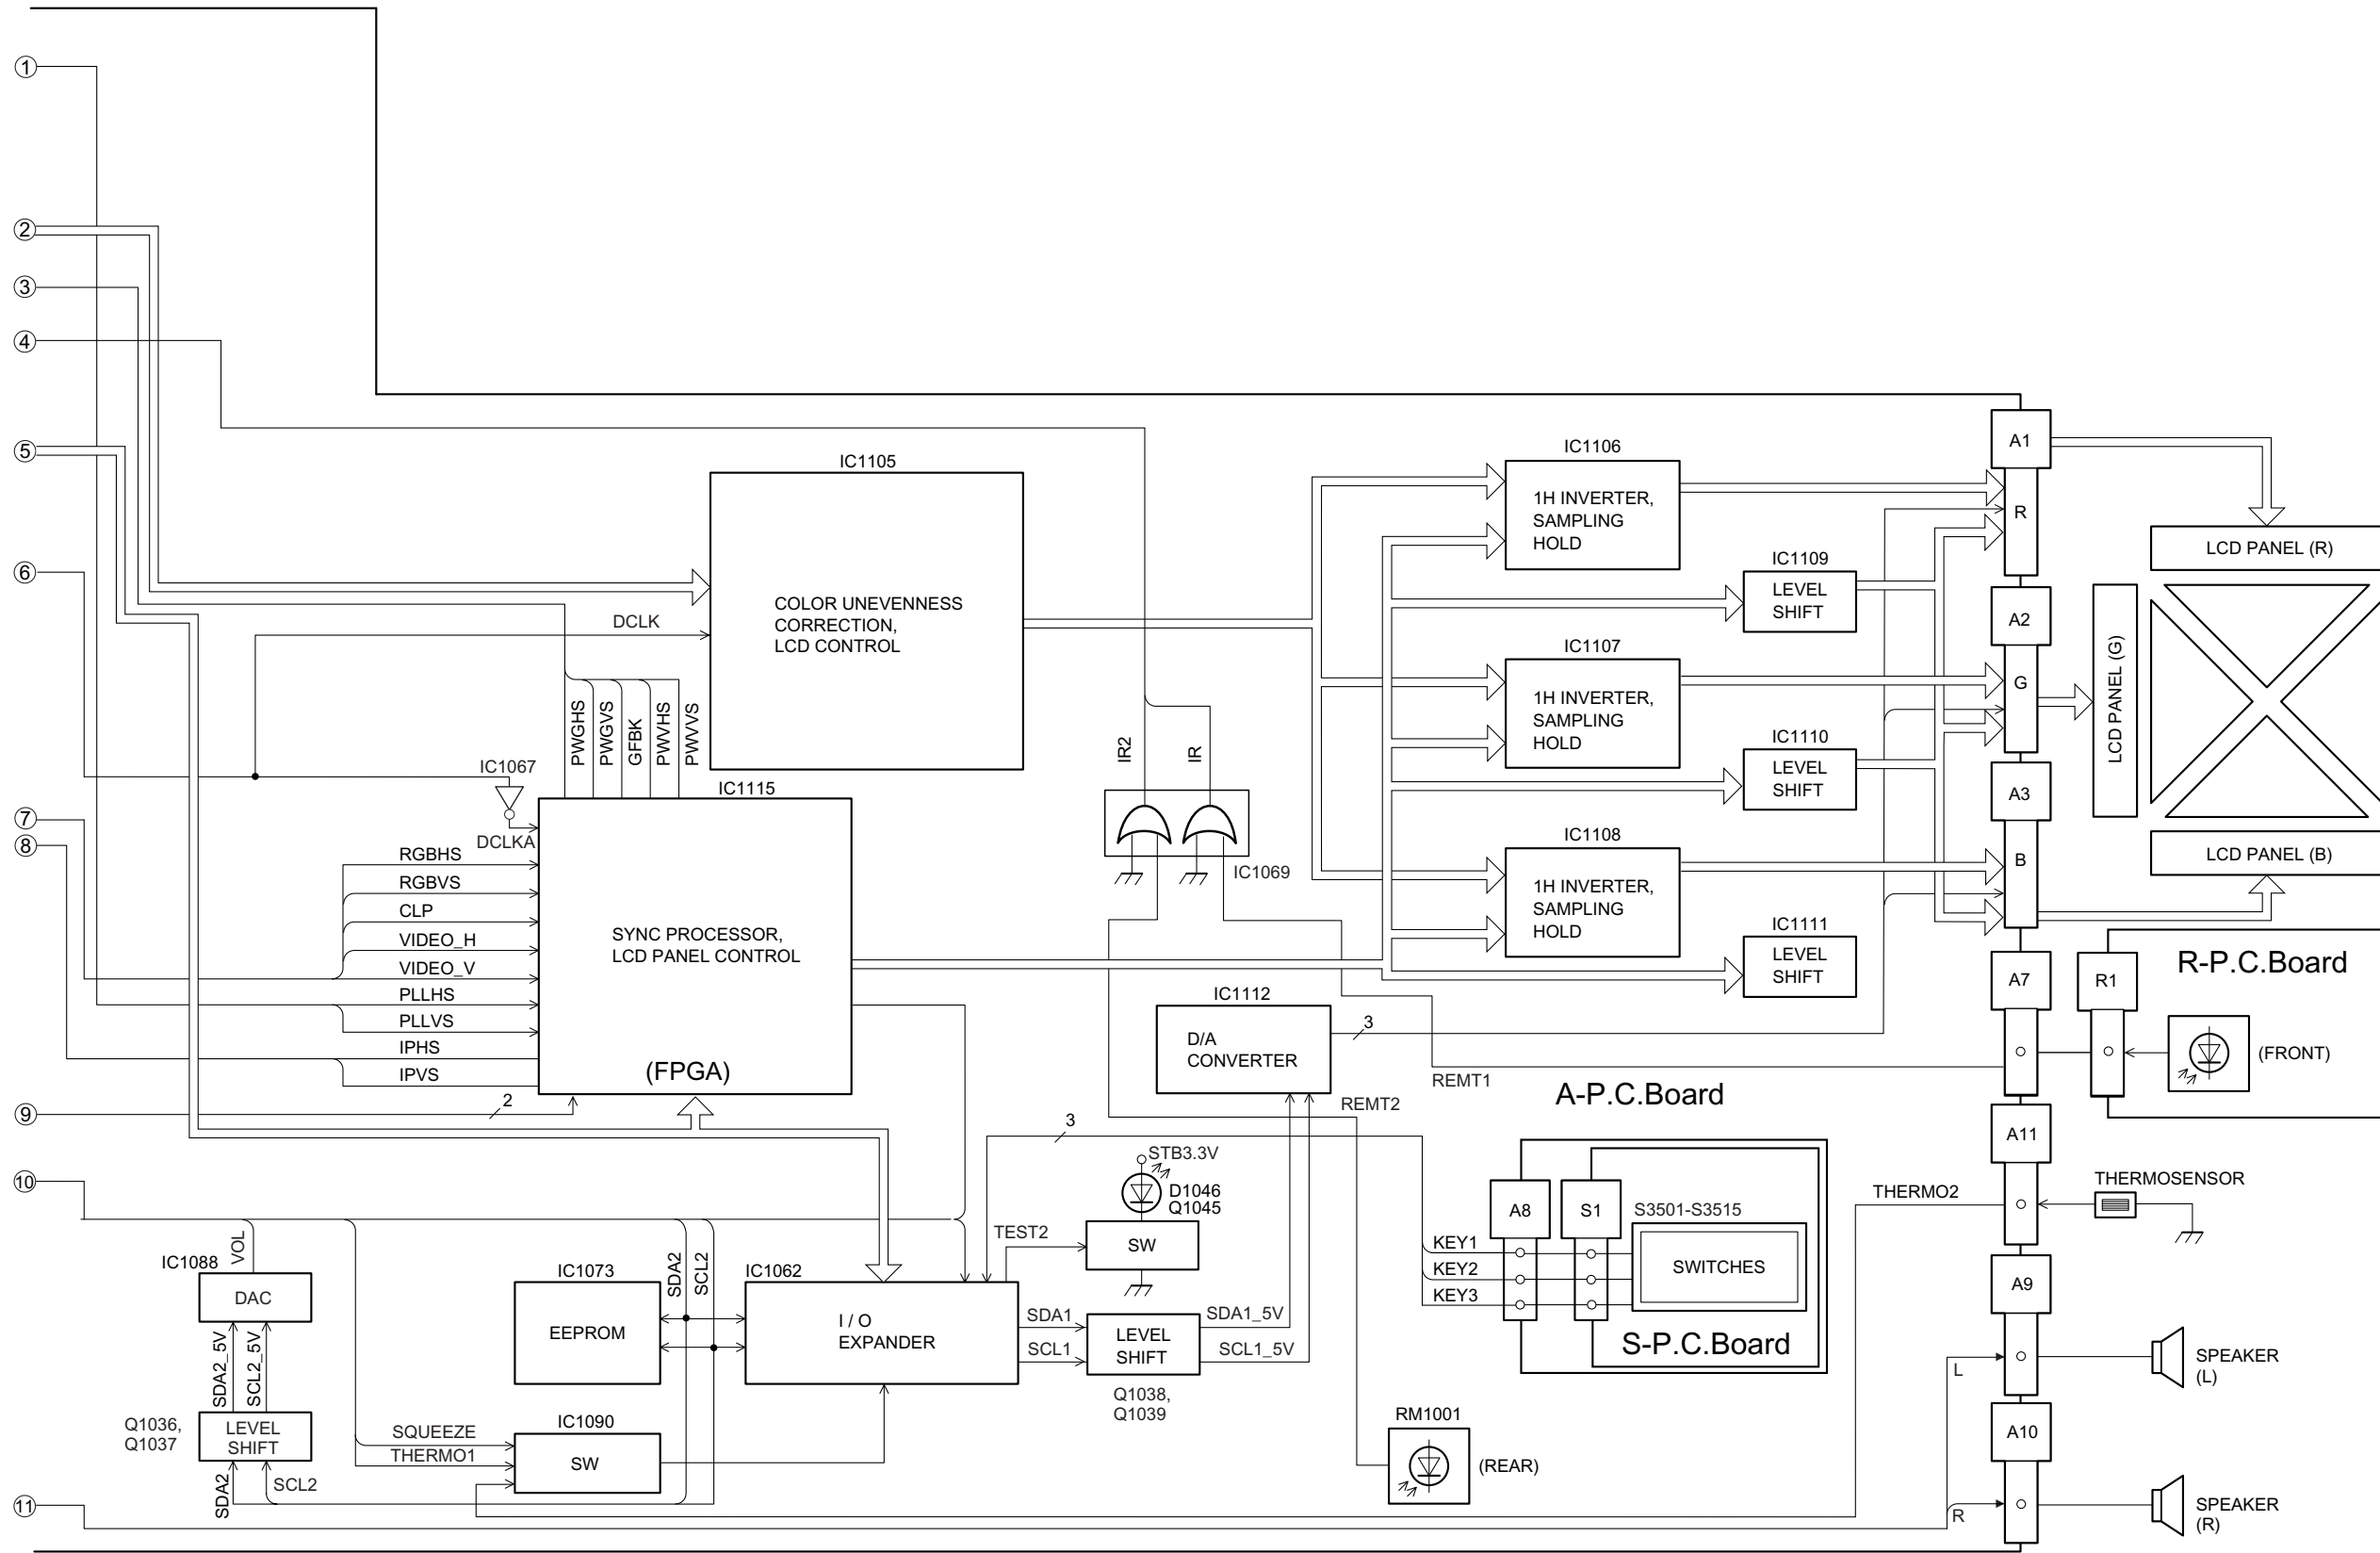 1
2
3
4
5
6
7
8
9
10
11
IC1105
COLOR UNEVENNESS
CORRECTION,
LCD CONTROL
DCLK
PWGHS
PWGVS
GFBK
PWVHS
PWVVS
IC1067
DCLKA
IC1115
RGBHS
RGBVS
CLP
VIDEO_H
VIDEO_V
PLLHS
PLLVS
IPHS
IPVS
2
SYNC PROCESSOR,
LCD PANEL CONTROL
(FPGA)
IR2
IR
IC1069
IC1106
1H INVERTER,
SAMPLING
HOLD
IC1109
LEVEL
SHIFT
IC1107
1H INVERTER,
SAMPLING
HOLD
IC1110
LEVEL
SHIFT
IC1108
1H INVERTER,
SAMPLING
HOLD
IC1111
LEVEL
SHIFT
IC1112
D/A
CONVERTER
3
REMT1
REMT2
A-P.C.Board
A1
R
A2
G
A3
B
A7
A11
A9
A10
LCD PANEL (R)
LCD PANEL (G)
LCD PANEL (B)
R-P.C.Board
R1
(FRONT)
THERMOSENSOR
THERMO2
SPEAKER
(L)
SPEAKER
(R)
L
R
3
STB3.3V
D1046
Q1045
TEST2
SW
A8
S1
S3501-S3515
SWITCHES
KEY1
KEY2
KEY3
S-P.C.Board
VOL
IC1088
DAC
SDA2_5V
SCL2_5V
Q1036,
Q1037
LEVEL
SHIFT
SDA2
SCL2
IC1073
EEPROM
SDA2
SCL2
IC1062
I / O
EXPANDER
SDA1
SCL1
LEVEL
SHIFT
Q1038,
Q1039
SDA1_5V
SCL1_5V
SQUEEZE
THERMO1
IC1090
SW
RM1001
(REAR)